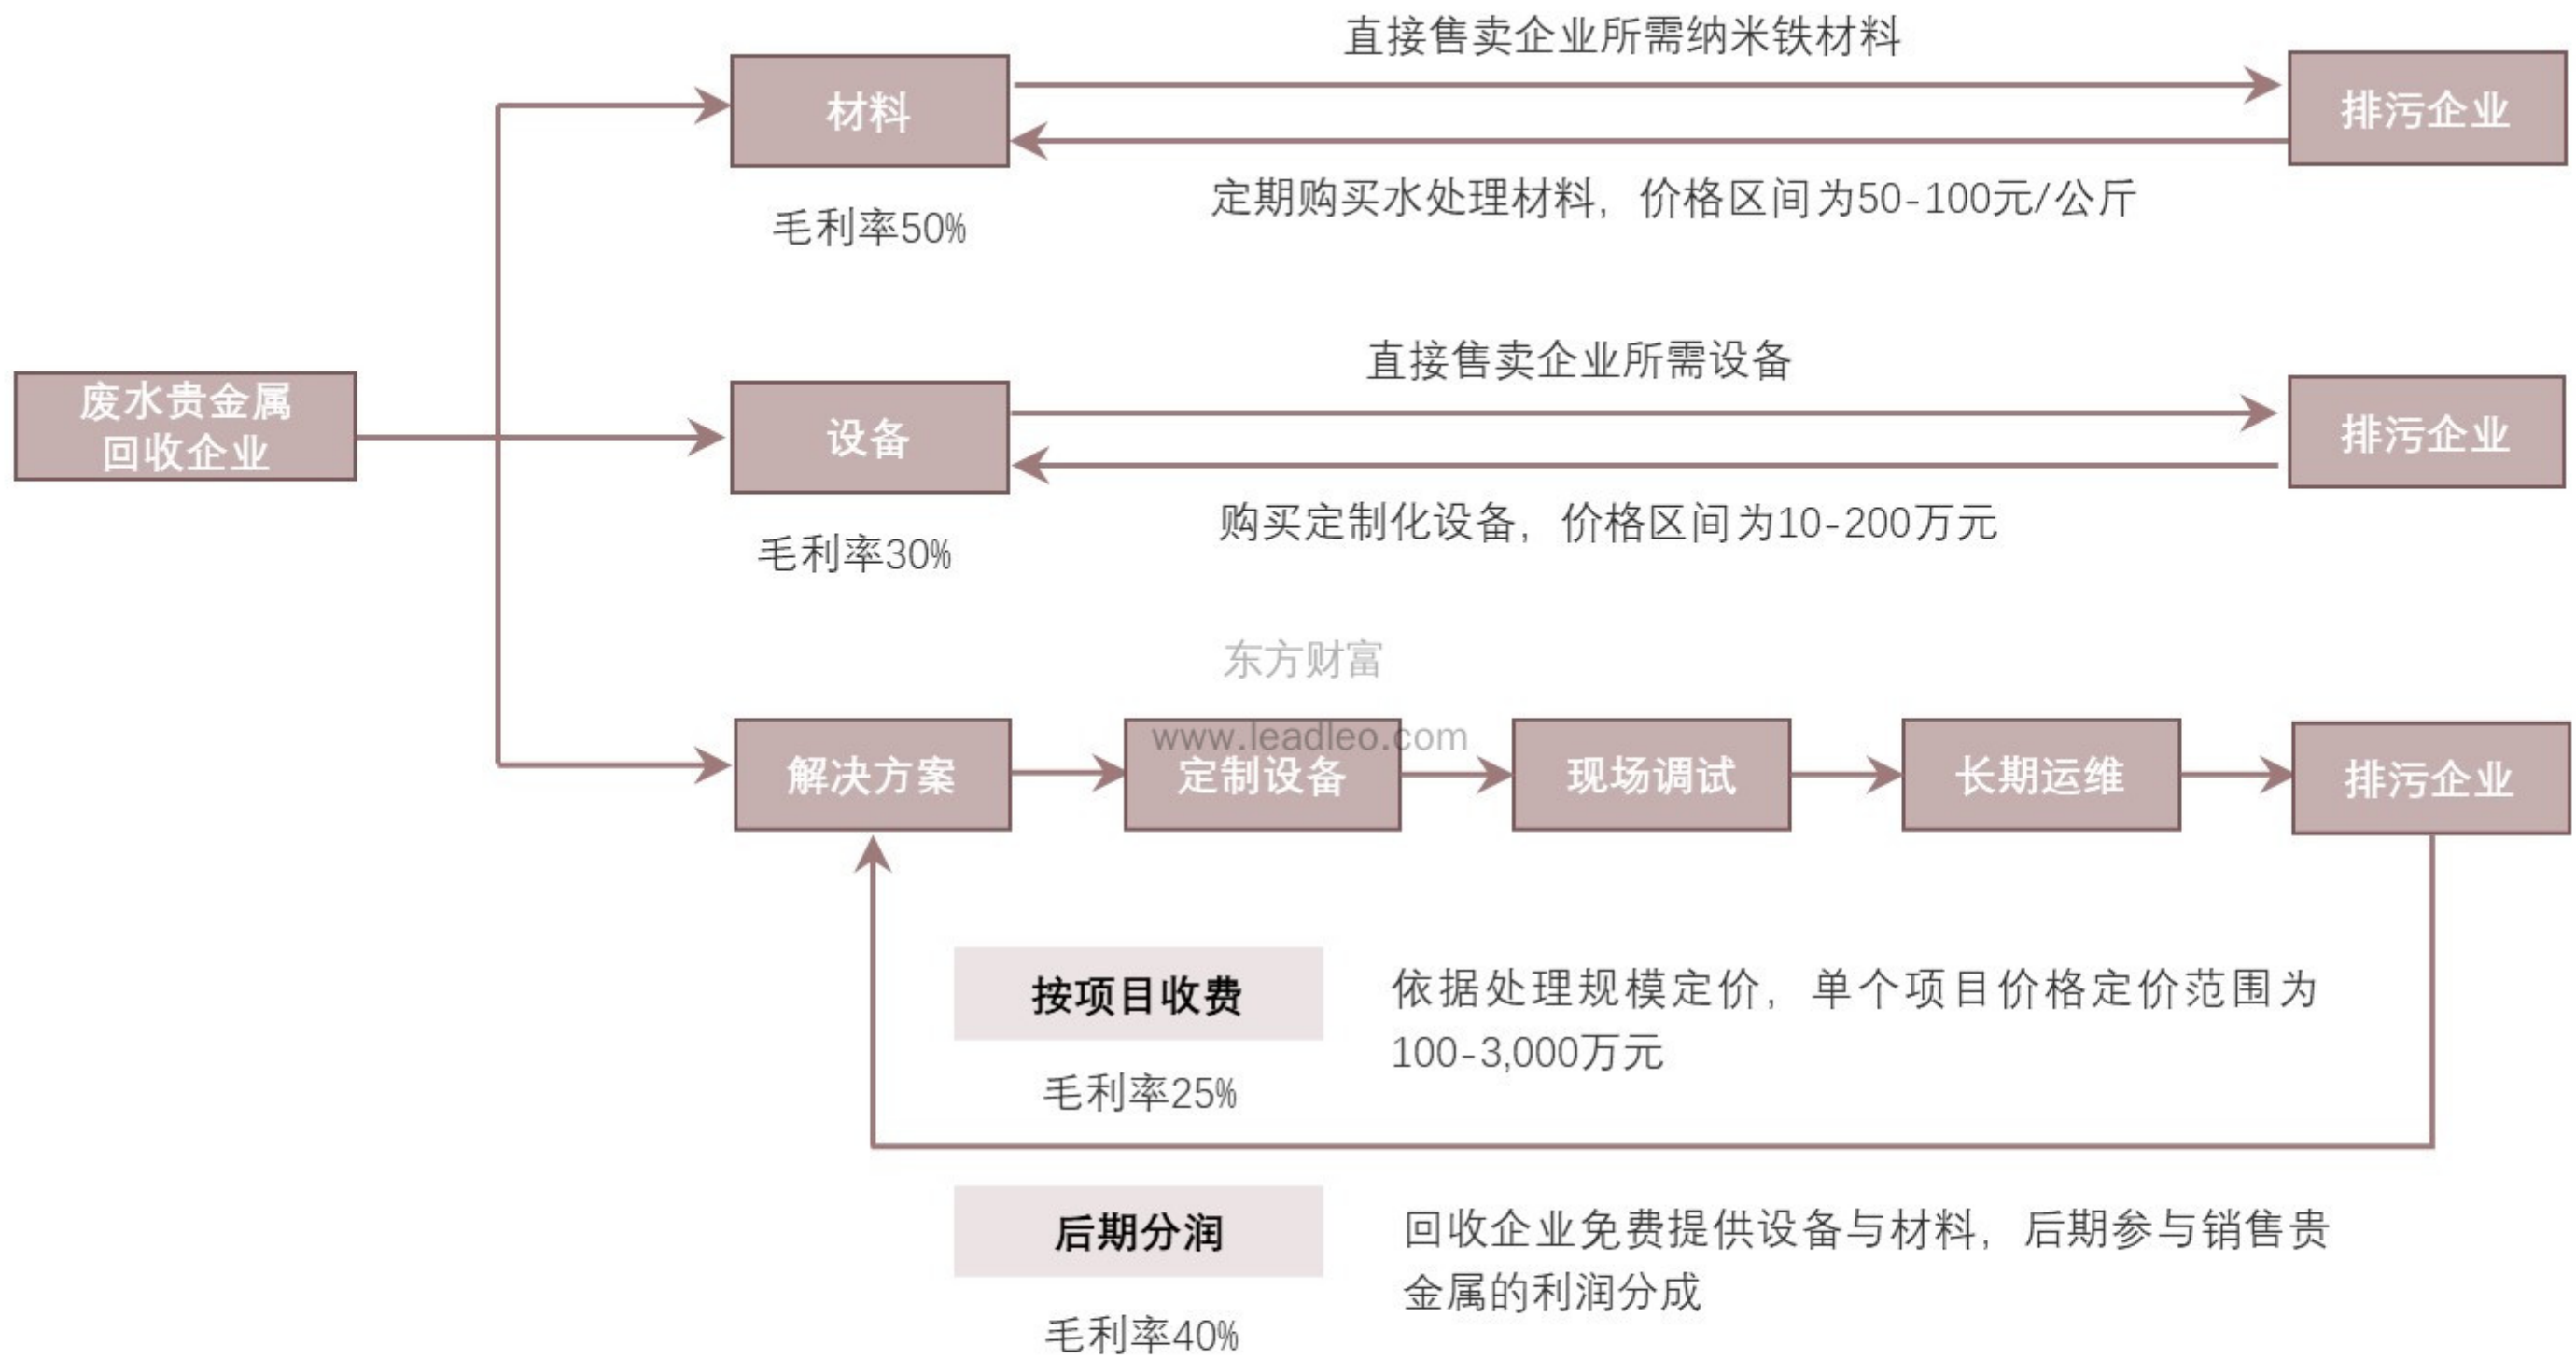 直接售卖企业所需纳米铁材料
材料
排污企业
定期购买水处理材料，价格区间为50-100元/公斤
毛利率50%
直接售卖企业所需设备
废水贵金属
回收企业
设备
排污企业
购买定制化设备，价格区间为10-200万元
毛利率30%
东方财富
www.leadleo.com
解决方案
定制设备
现场调试
长期运维
排污企业
按项目收费
依据处理规模定价，单个项目价格定价范围为
100-3,000万元
毛利率25%
后期分润
回收企业免费提供设备与材料，后期参与销售贵
金属的利润分成
毛利率40%